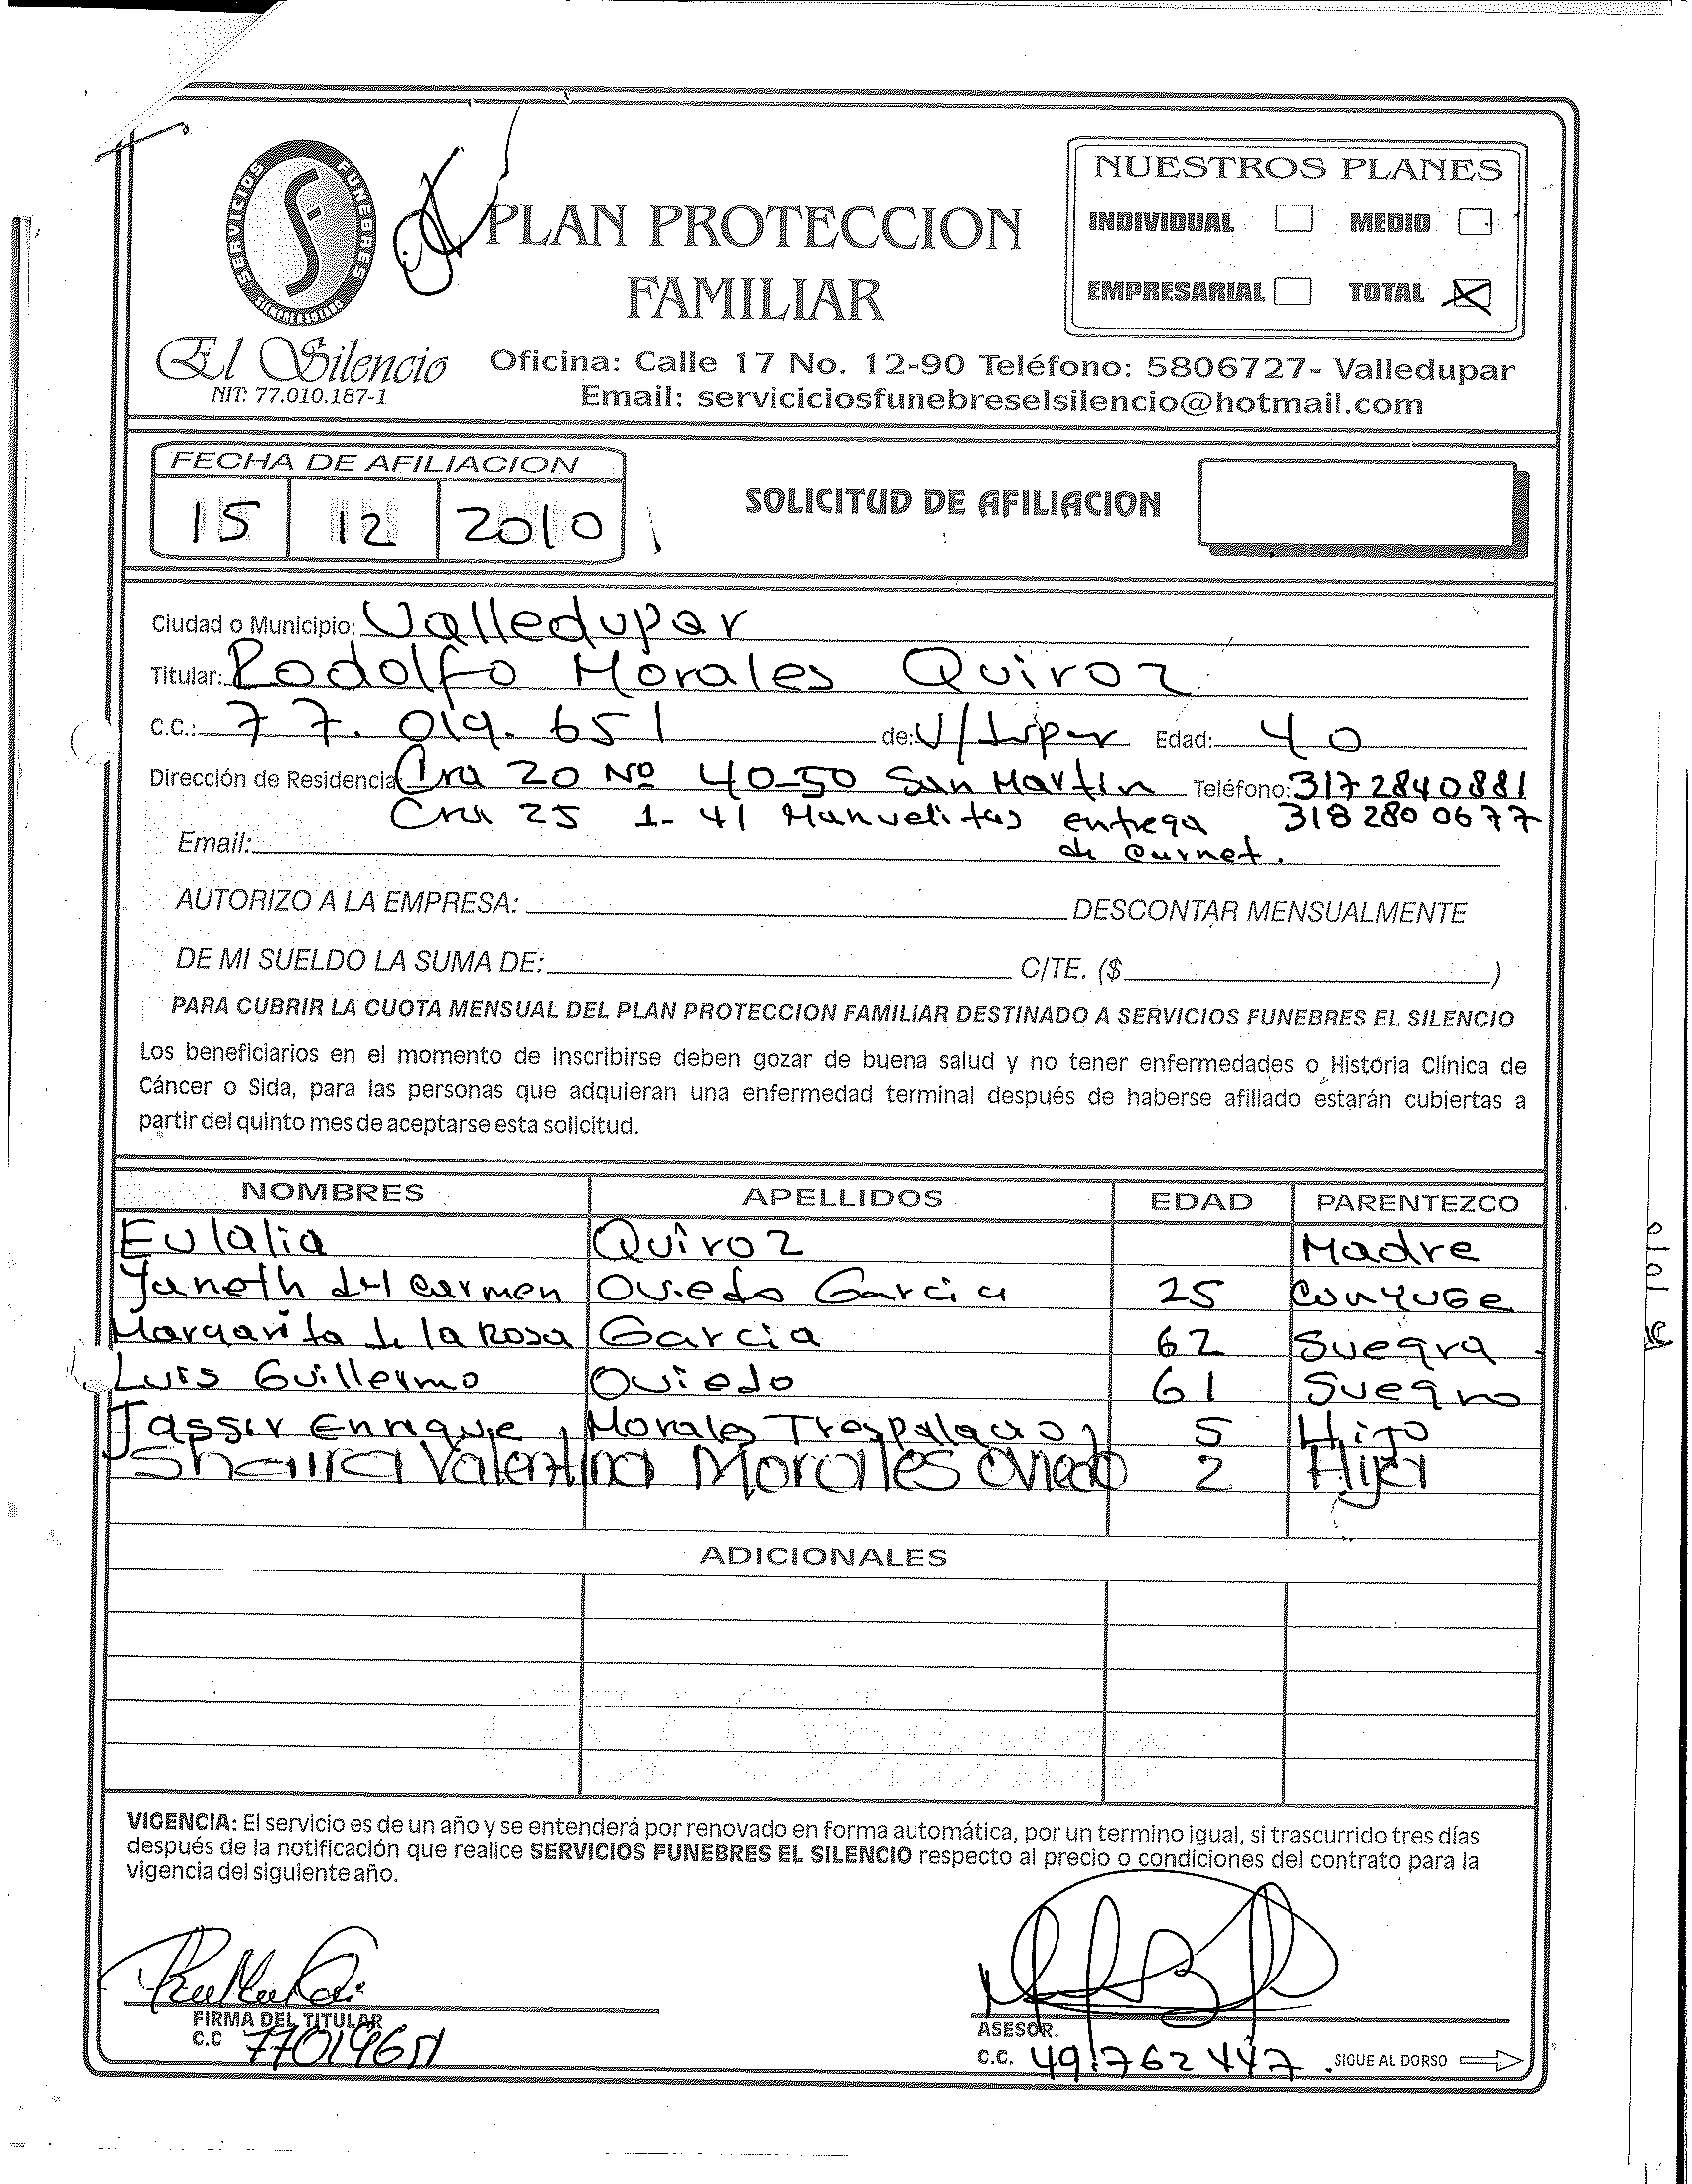 NUESTROS PLANES
INDIVIDUAL MEDIO
EMPRESARIAL TOTAL
SERVICIOS FUNEBRES
PLAN PROTECCION
FAMILIAR
El Silencio
NIT: 77.010.187-1
Oficina: Calle 17 No. 12-90 Teléfono: 5806727- Valledupar
Email: serviciciosfunebreselsilencio@hotmail.com
FECHA DE AFILIACION
15 12 2010
SOLICITUD DE AFILIACION
Ciudad o Municipio: Valledupar
Titular: Rodolfo Morales Quiroz
C.C.: 77.019.651 de: V/dupar Edad: 40
Dirección de Residencia Cra 20 Nº 40-50 San Martin Teléfono: 3172840881
Cra 25 1-41 Manuelitas entrega 318 280 0677
Email: de Carnet.
AUTORIZO A LA EMPRESA: DESCONTAR MENSUALMENTE
DE MI SUELDO LA SUMA DE: C/TE. ($ )
PARA CUBRIR LA CUOTA MENSUAL DEL PLAN PROTECCION FAMILIAR DESTINADO A SERVICIOS FUNEBRES EL SILENCIO
Los beneficiarios en el momento de inscribirse deben gozar de buena salud y no tener enfermedades o Historia Clínica de
Cáncer o Sida, para las personas que adquieran una enfermedad terminal después de haberse afiliado estarán cubiertas a
partir del quinto mes de aceptarse esta solicitud.
NOMBRES APELLIDOS EDAD PARENTEZCO
Eulalia Quiroz Madre
Yaneth del Carmen Oviedo Garcia 25 Conyuge
Margarita de la Rosa Garcia 62 Suegra
Luis Guillermo Oviedo 61 Suegro
Jassir Enrique Morales Trespalacios 5 Hijo
Shaira Valentina Morales Oviedo 2 Hija
ADICIONALES
VIGENCIA: El servicio es de un año y se entenderá por renovado en forma automática, por un termino igual, si trascurrido tres días
después de la notificación que realice SERVICIOS FUNEBRES EL SILENCIO respecto al precio o condiciones del contrato para la
vigencia del siguiente año.
FIRMA DEL TITULAR
C.C 77019651
ASESOR.
C.C. 49.762447 SIGUE AL DORSO